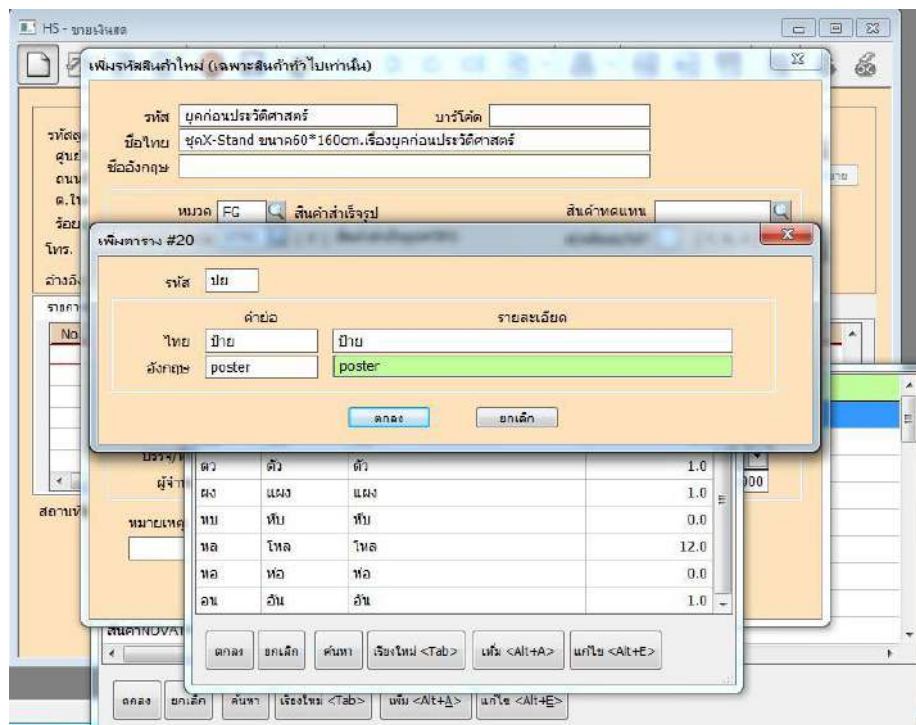 HS - ขายเงินสด
เพิ่มรหัสสินค้าใหม่ (เฉพาะสินค้าทั่วไปเท่านั้น)
รหัส ยุคก่อนประวัติศาสตร์ บาร์โค้ด
ชื่อไทย ชุดX-Stand ขนาด60*160cm.เรื่องยุคก่อนประวัติศาสตร์
ชื่ออังกฤษ
หมวด FG สินค้าสำเร็จรูป สินค้าทดแทน
โทร.
เพิ่มตาราง #20
รหัส ปย
คำย่อ รายละเอียด
ไทย ป้าย ป้าย
อังกฤษ poster poster
ตกลง ยกเลิก
No
ตว ตัว ตัว 1.0
ผง แผง แผง 1.0
หบ หีบ หีบ 0.0
หล โหล โหล 12.0
หอ ห่อ ห่อ 0.0
อน อัน อัน 1.0
หมายเหตุ
ตกลง ยกเลิก ค้นหา เรียงใหม่ <Tab> เพิ่ม <Alt+A> แก้ไข <Alt+E>
ตกลง ยกเลิก ค้นหา เรียงใหม่ <Tab> เพิ่ม <Alt+A> แก้ไข <Alt+E>